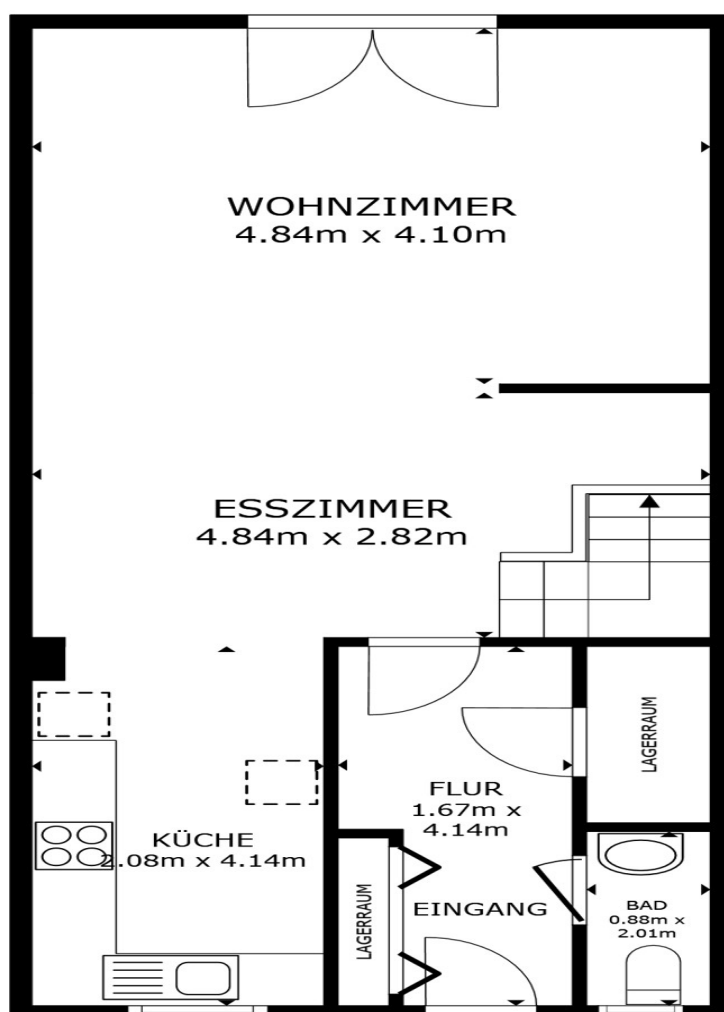 WOHNZIMMER
4.84m x 4.10m
ESSZIMMER
4.84m x 2.82m
LAGERRAUM
FLUR
1.67m x
4.14m
KÜCHE
2.08m x 4.14m
LAGERRAUM
EINGANG
BAD
0.88m x
2.01m